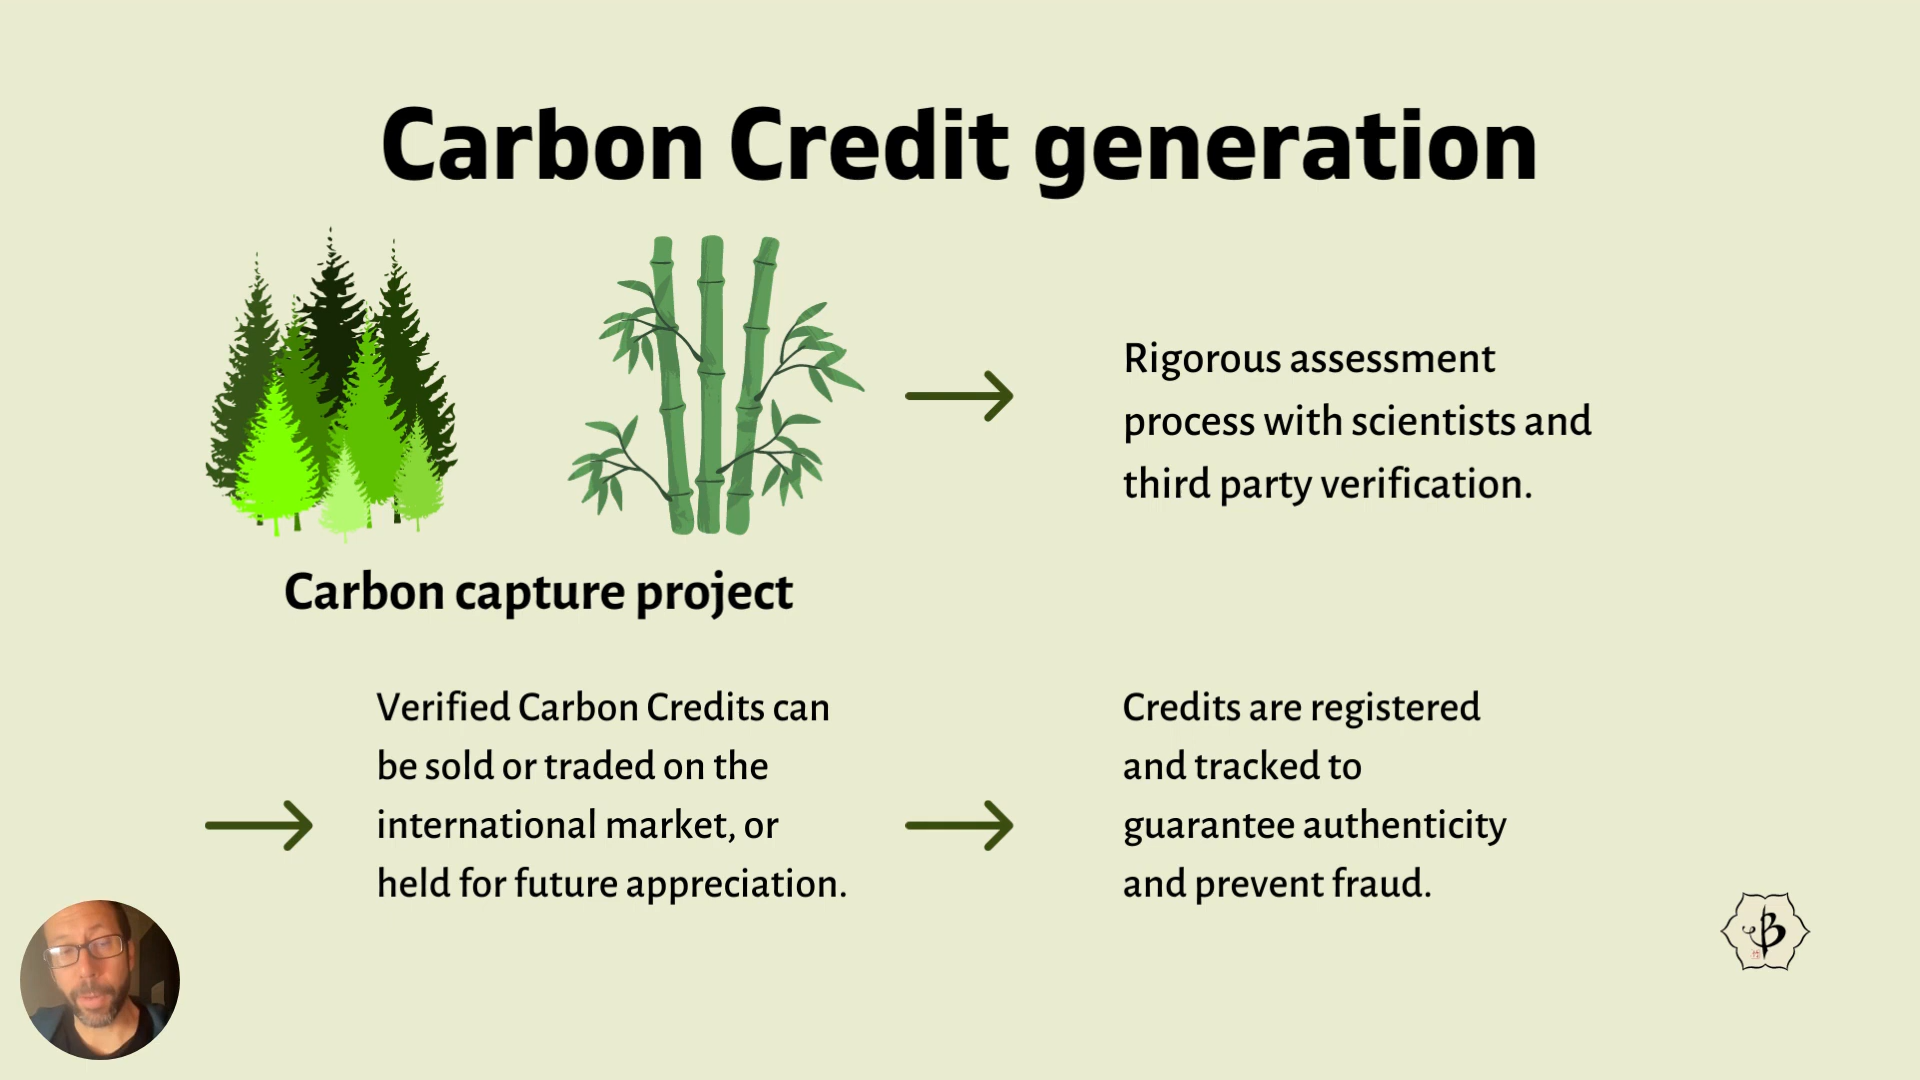 Carbon Credit generation
Rigorous assessment
process with scientists and
third party verification.
Carbon capture project
Verified Carbon Credits can
be sold or traded on the
international market, or
held for future appreciation.
Credits are registered
and tracked to
guarantee authenticity
and prevent fraud.
B